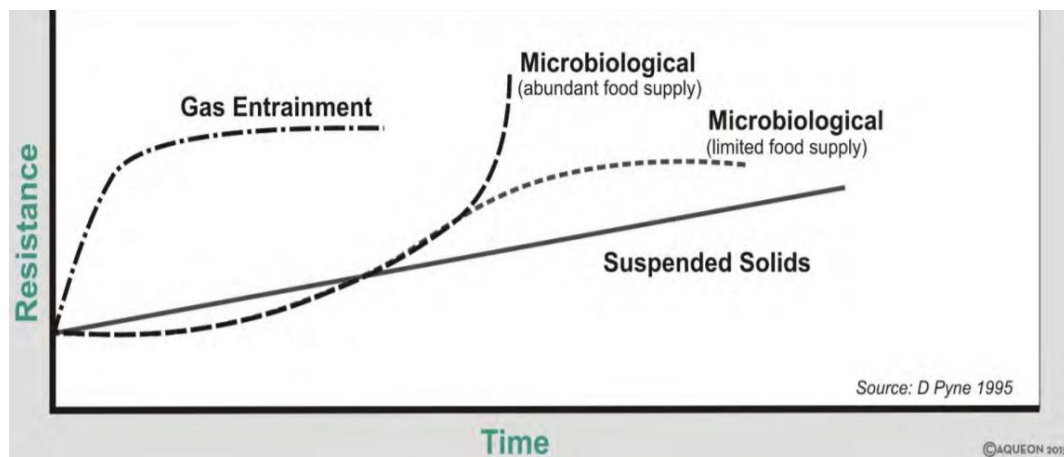 Microbiological
(abundant food supply)
Gas Entrainment
Microbiological
(limited food supply)
Resistance
Suspended Solids
Source: D Pyne 1995
Time